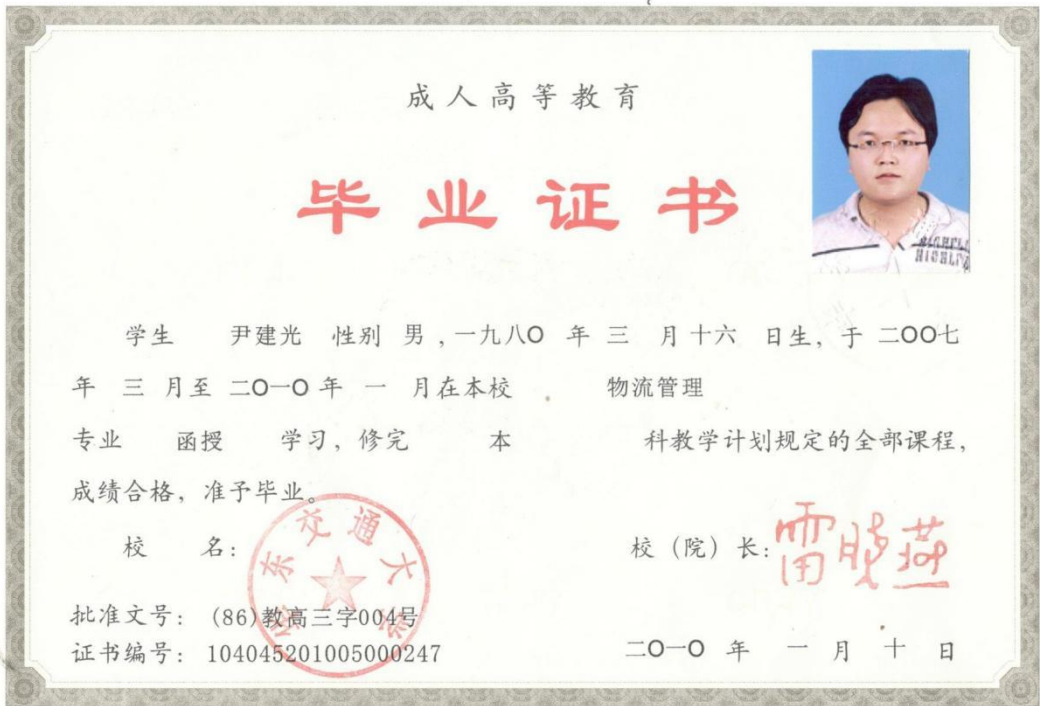 成人高等教育
毕业证书
学生 尹建光 性别 男，一九八〇 年 三 月十六 日生，于 二〇〇七
年 三 月至 二〇一〇 年 一 月在本校 物流管理
专业 函授 学习，修完 本 科教学计划规定的全部课程，
成绩合格，准予毕业。
校 名：
华东交通大学
校（院）长：雷晓燕
批准文号：(86)教高三字004号
证书编号：104045201005000247
二〇一〇 年 一 月 十 日